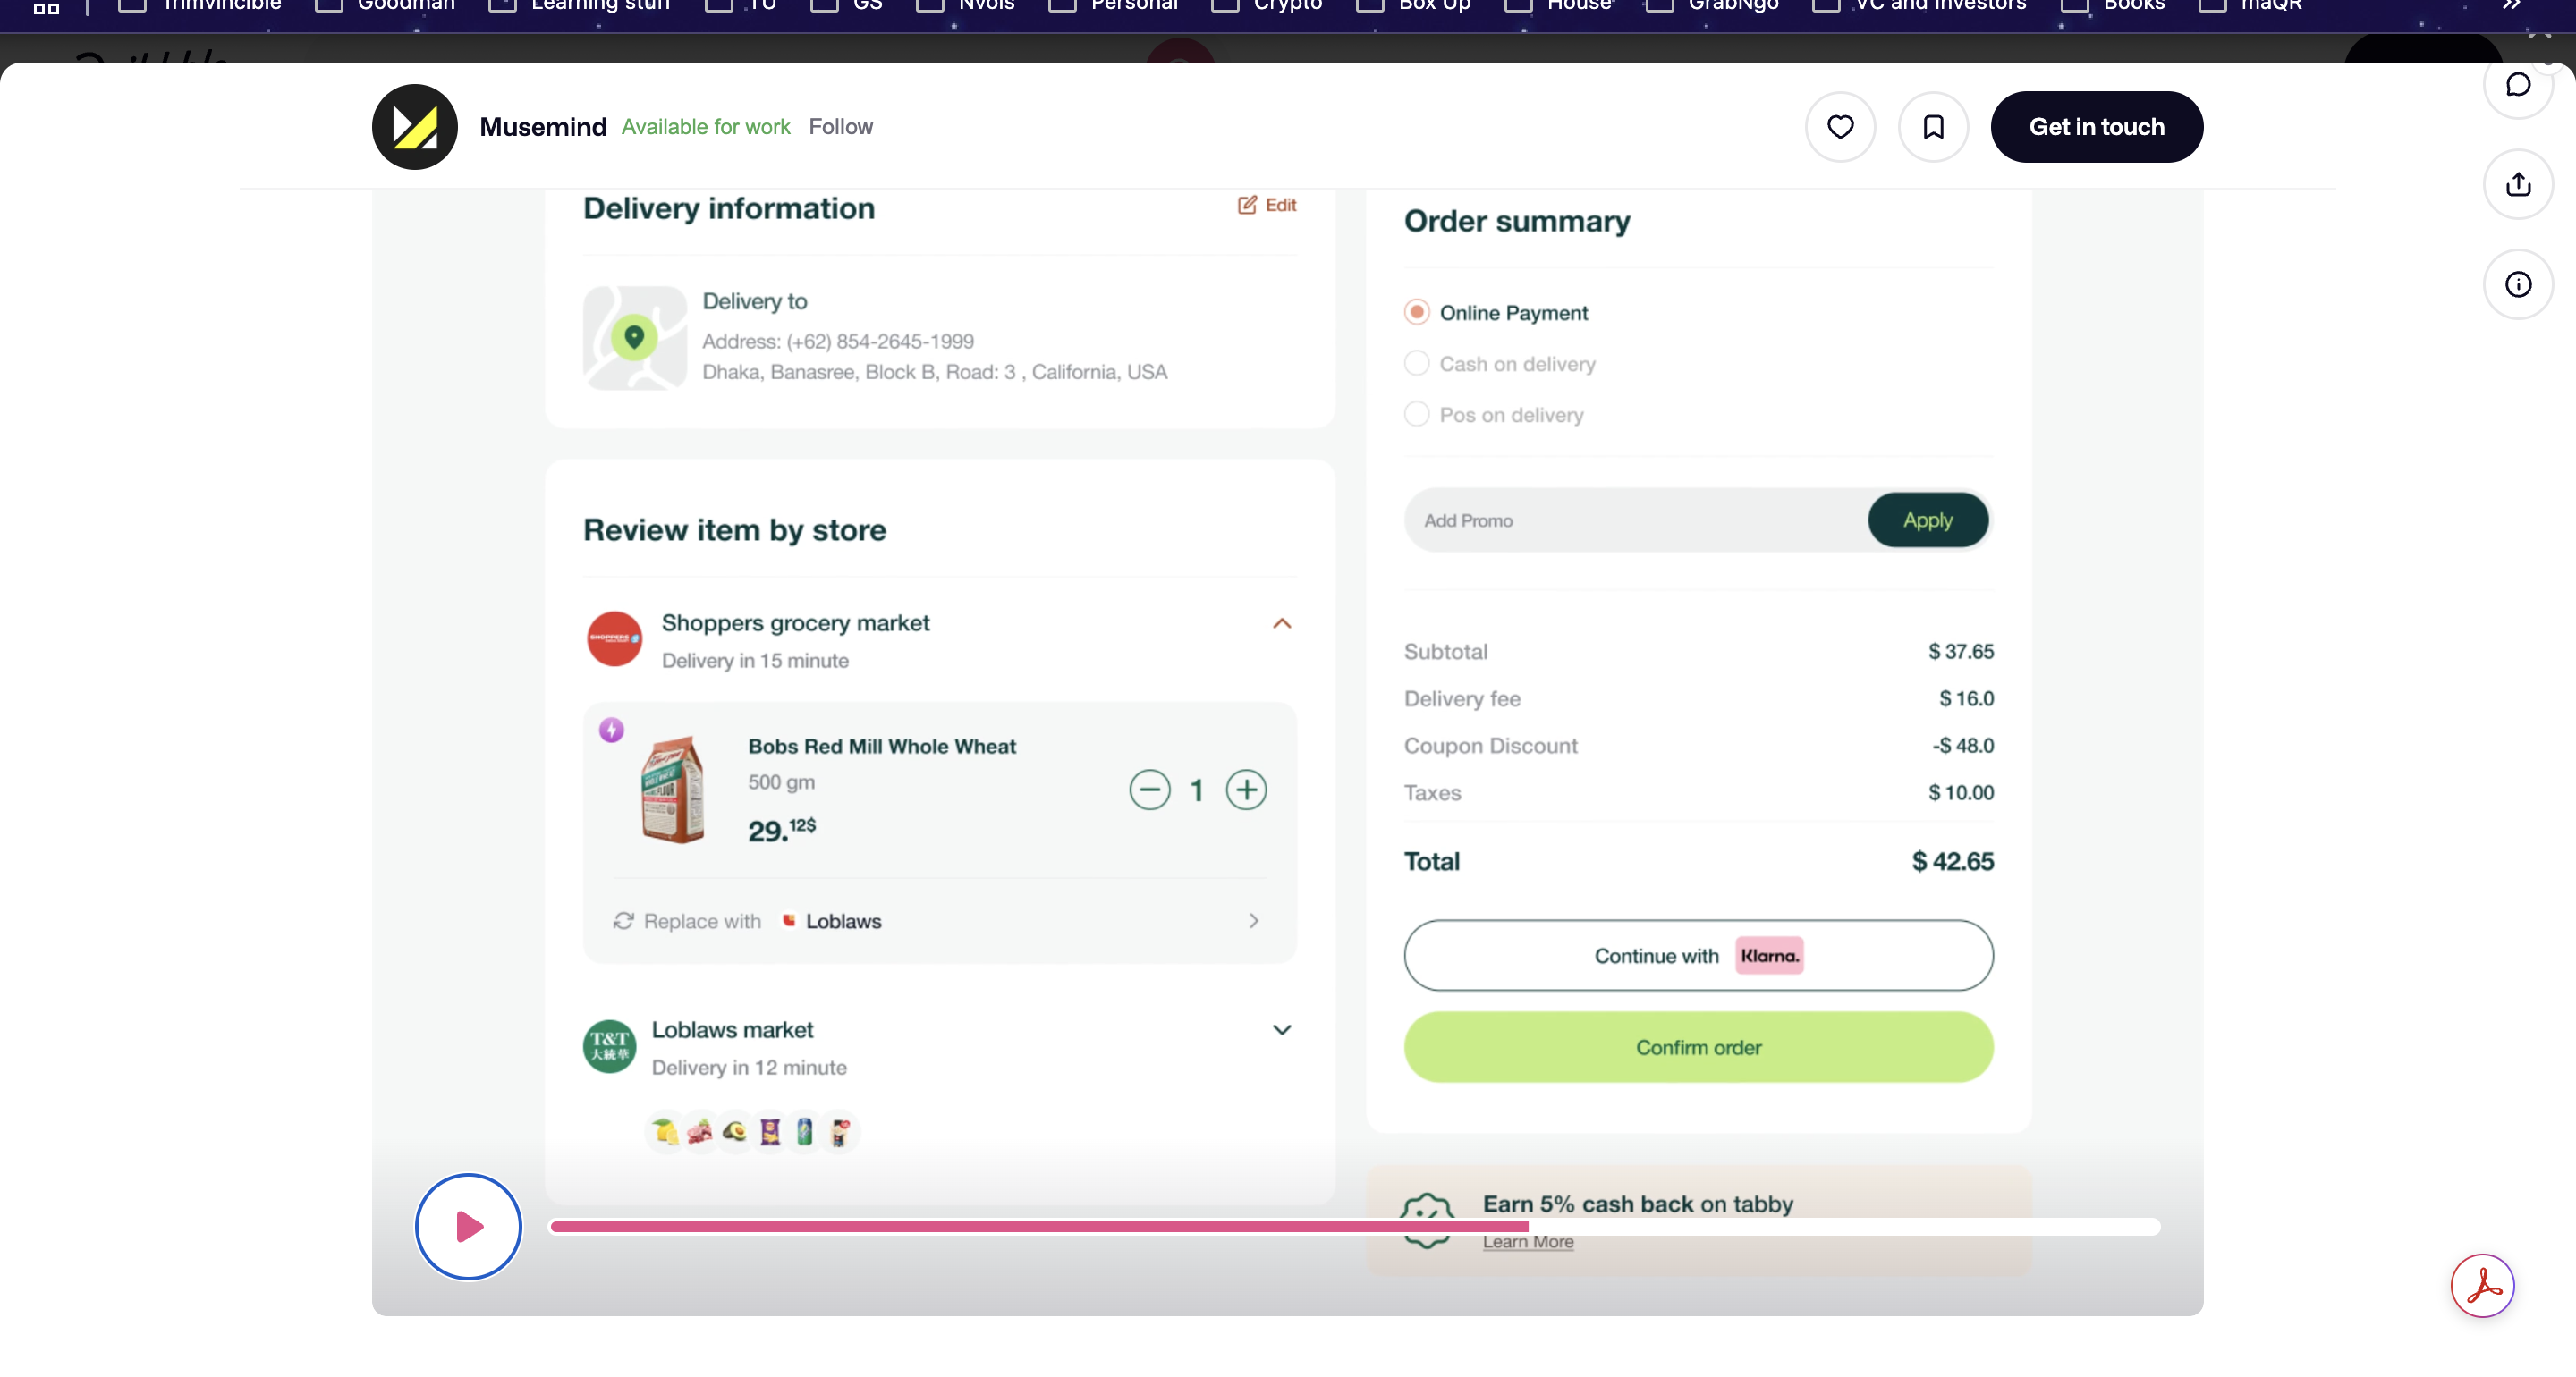 Trimvincible
Goodman
Learning stuff
TU
GS
Nvois
Personal
Crypto
Box Up
House
GrabNgo
VC and Investors
Books
maQR
Musemind Available for work Follow
Get in touch
Delivery information
Edit
Delivery to
Address: (+62) 854-2645-1999
Dhaka, Banasree, Block B, Road: 3 , California, USA
Review item by store
SHOPPERS
Shoppers grocery market
Delivery in 15 minute
Bobs Red Mill Whole Wheat
500 gm
29.12$
1
Replace with Loblaws
T&T
大統華
Loblaws market
Delivery in 12 minute
Order summary
Online Payment
Cash on delivery
Pos on delivery
Add Promo
Apply
Subtotal $ 37.65
Delivery fee $ 16.0
Coupon Discount -$ 48.0
Taxes $ 10.00
Total $ 42.65
Continue with Klarna.
Confirm order
Earn 5% cash back on tabby
Learn More